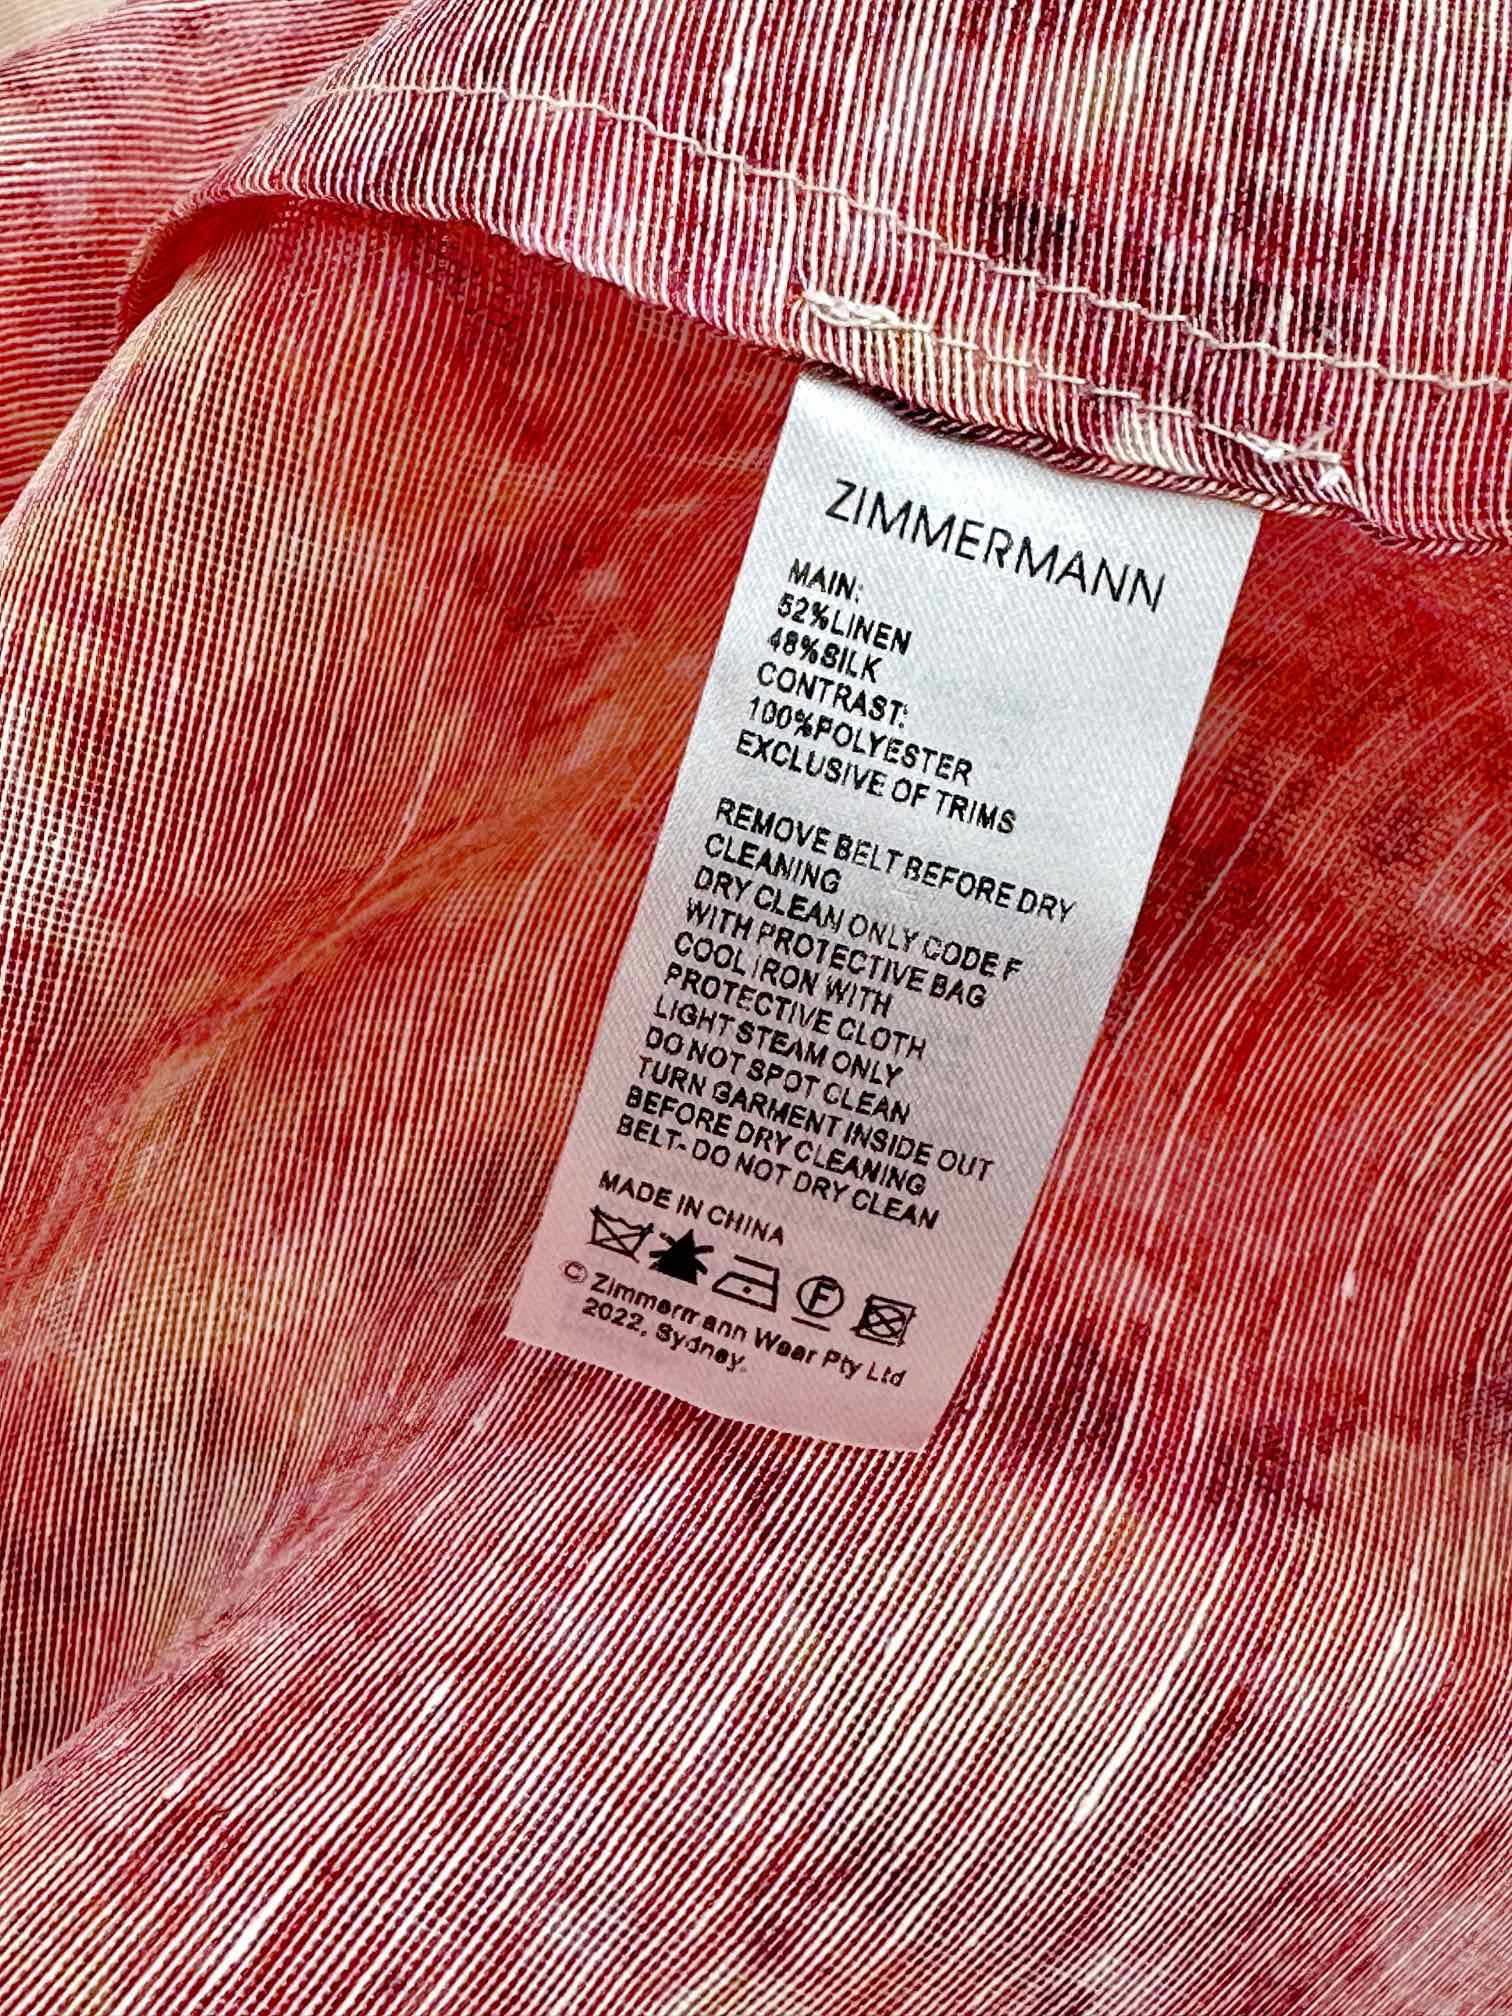 ZIMMERMANN
MAIN:
52%LINEN
48%SILK
CONTRAST:
100%POLYESTER
EXCLUSIVE OF TRIMS
REMOVE BELT BEFORE DRY
CLEANING
DRY CLEAN ONLY CODE F
WITH PROTECTIVE BAG
COOL IRON WITH
PROTECTIVE CLOTH
LIGHT STEAM ONLY
DO NOT SPOT CLEAN
TURN GARMENT INSIDE OUT
BEFORE DRY CLEANING
BELT- DO NOT DRY CLEAN
MADE IN CHINA
F
© Zimmermann Wear Pty Ltd
2022, Sydney.